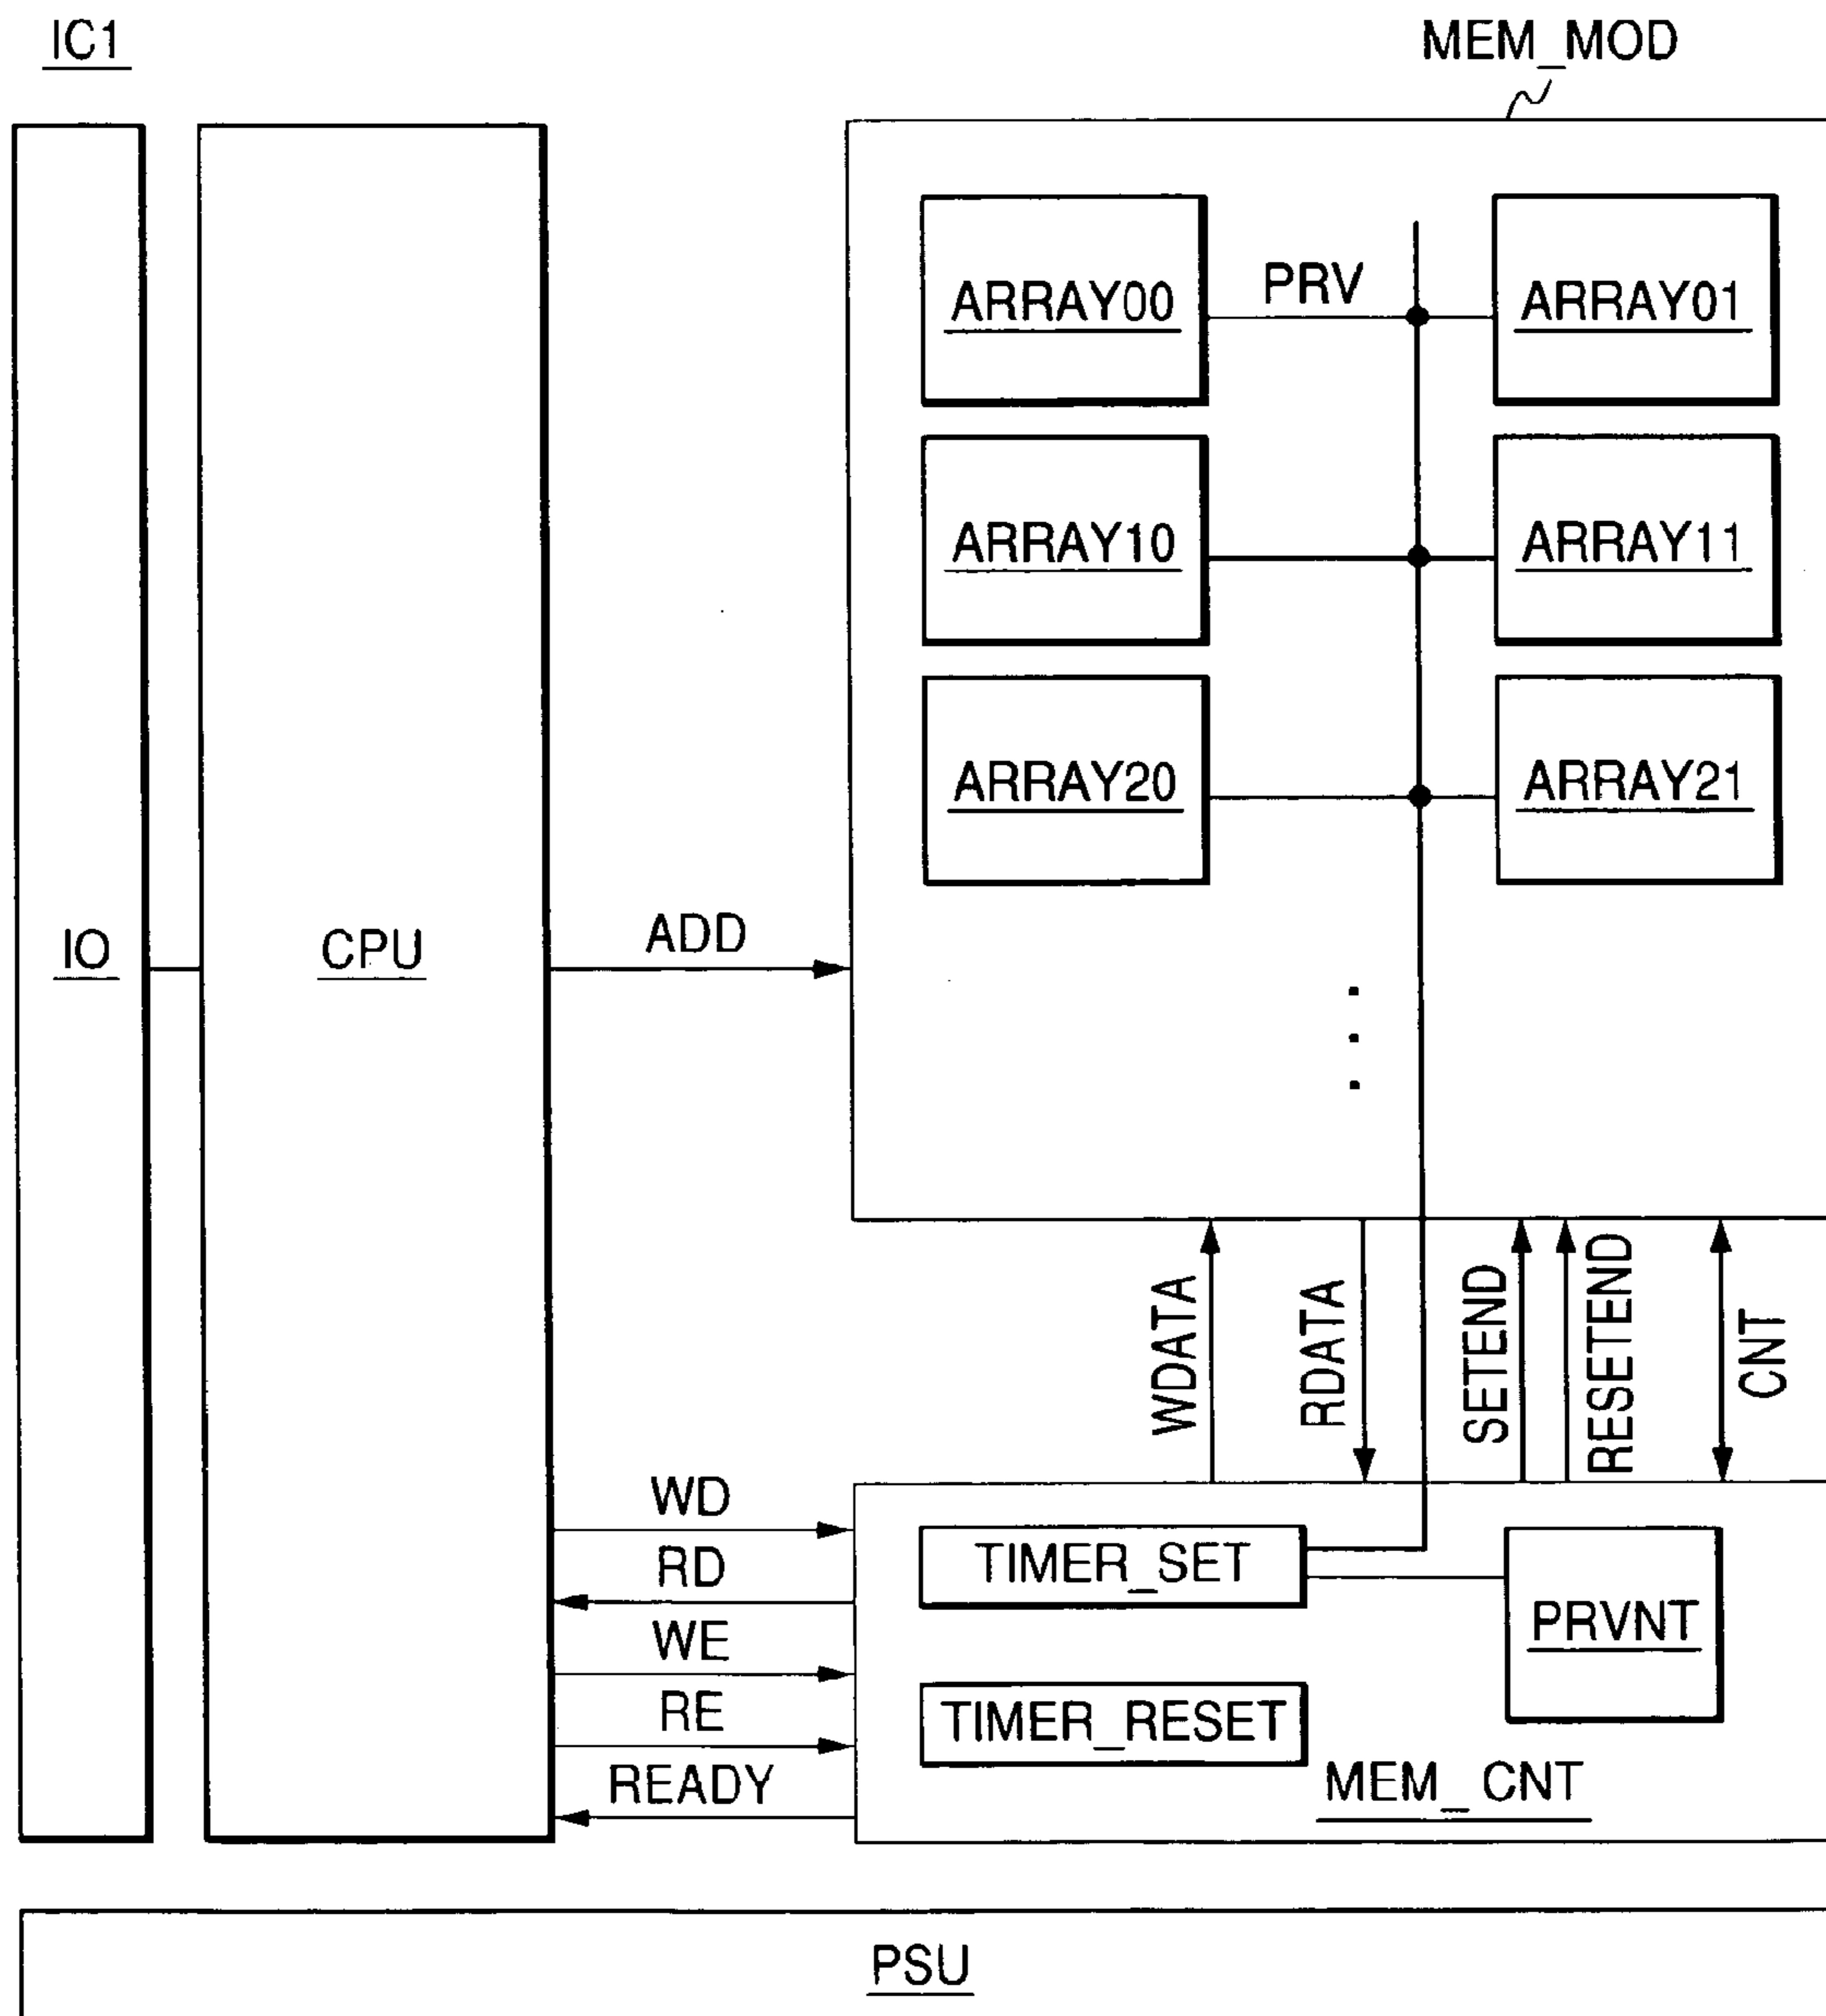 IC1
MEM_MOD
ARRAY00
PRV
ARRAY01
ARRAY10
ARRAY11
ARRAY20
ARRAY21
IO
CPU
ADD
WDATA
RDATA
SETEND
RESETEND
CNT
WD
RD
WE
RE
READY
TIMER_SET
PRVNT
TIMER_RESET
MEM_CNT
PSU